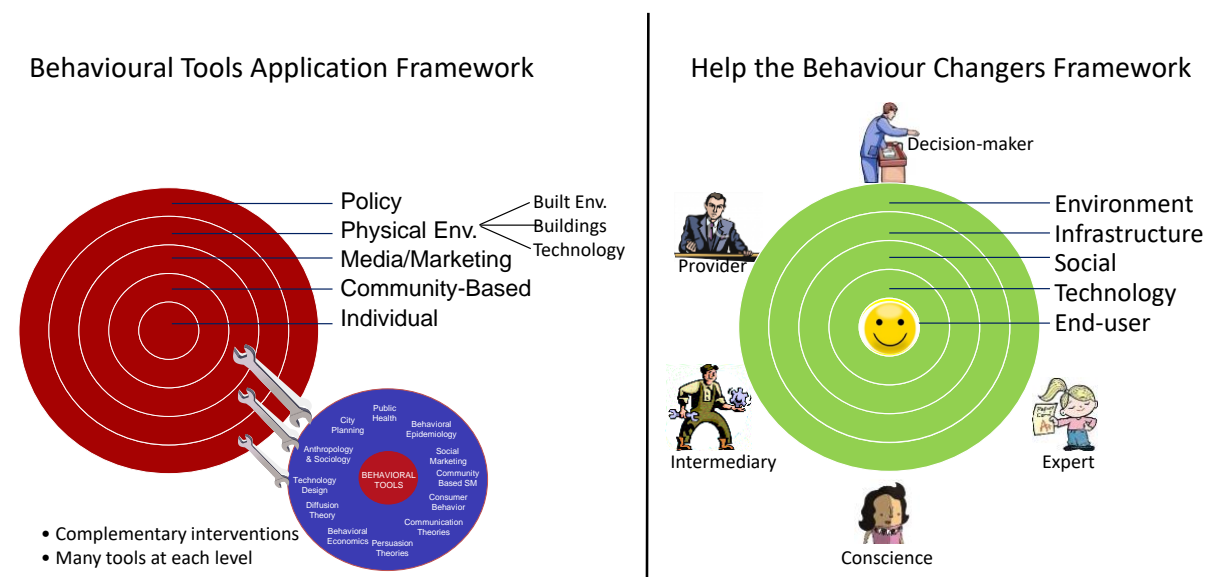 Behavioural Tools Application Framework
Policy
Physical Env.
Media/Marketing
Community-Based
Individual
Built Env.
Buildings
Technology
Public
Health
City
Planning
Behavioral
Epidemiology
Anthropology
& Sociology
Social
Marketing
Technology
Design
BEHAVIORAL
TOOLS
Community
Based SM
Diffusion
Theory
Consumer
Behavior
Behavioral
Economics
Communication
Theories
Persuasion
Theories
• Complementary interventions
• Many tools at each level
Help the Behaviour Changers Framework
Decision-maker
Provider
Environment
Infrastructure
Social
Technology
End-user
Intermediary
Expert
Conscience